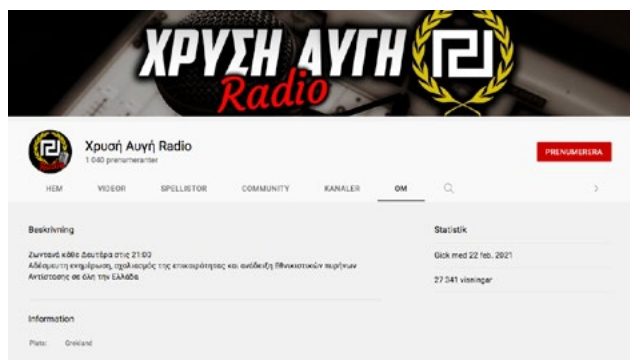 ΧΡΥΣΗ ΑΥΓΗ
Radio
Radio
Χρυσή Αυγή Radio
1 040 prenumeranter
PRENUMERERA
HEM VIDEOR SPELLISTOR COMMUNITY KANALER OM
Beskrivning
Ζωντανά κάθε Δευτέρα στις 21:00
Αδέσμευτη ενημέρωση, σχολιασμός της επικαιρότητας και ανάδειξη Εθνικιστικών πυρήνων
Αντίστασης σε όλη την Ελλάδα
Statistik
Gick med 22 feb. 2021
27 341 visningar
Information
Plats: Grekland